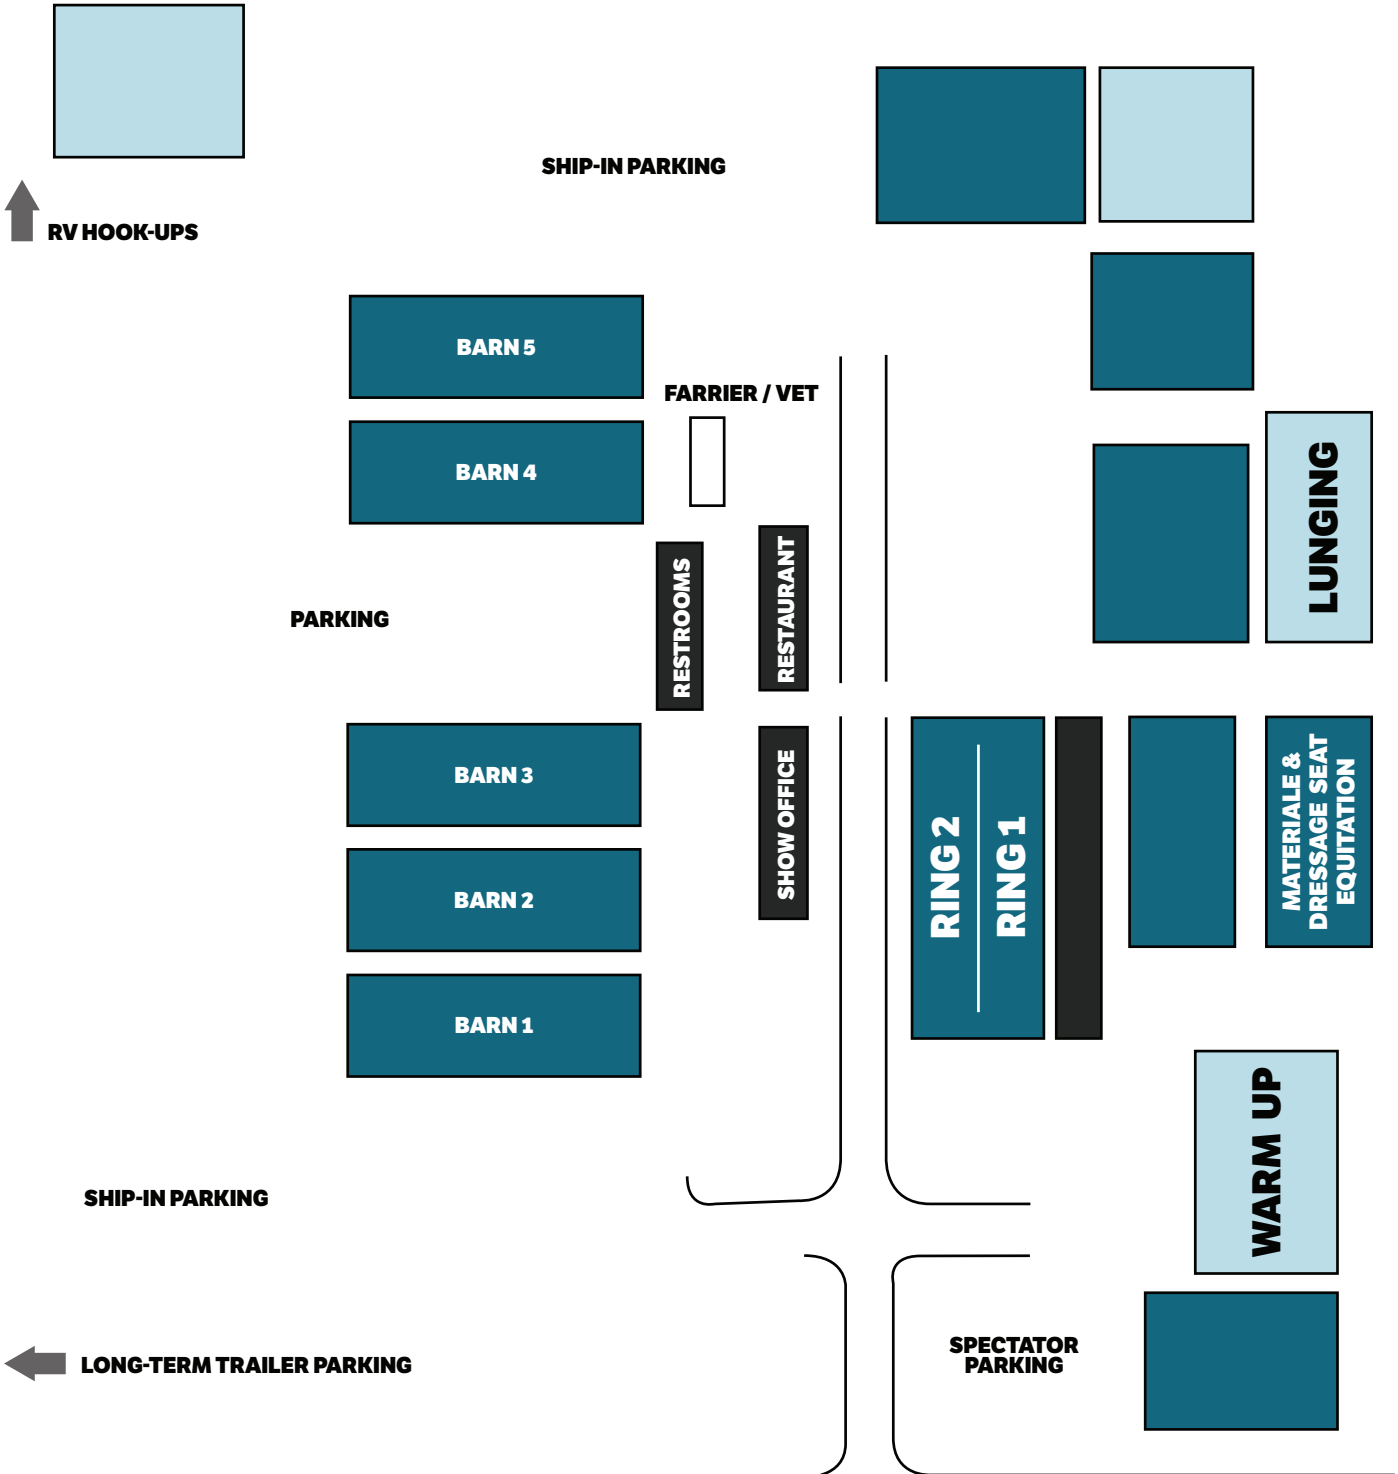 SHIP-IN PARKING
RV HOOK-UPS
BARN 5
FARRIER / VET
BARN 4
LUNGING
RESTROOMS
RESTAURANT
PARKING
BARN 3
SHOW OFFICE
RING 2
RING 1
MATERIALE &
DRESSAGE SEAT
EQUITATION
BARN 2
BARN 1
WARM UP
SHIP-IN PARKING
SPECTATOR
PARKING
LONG-TERM TRAILER PARKING